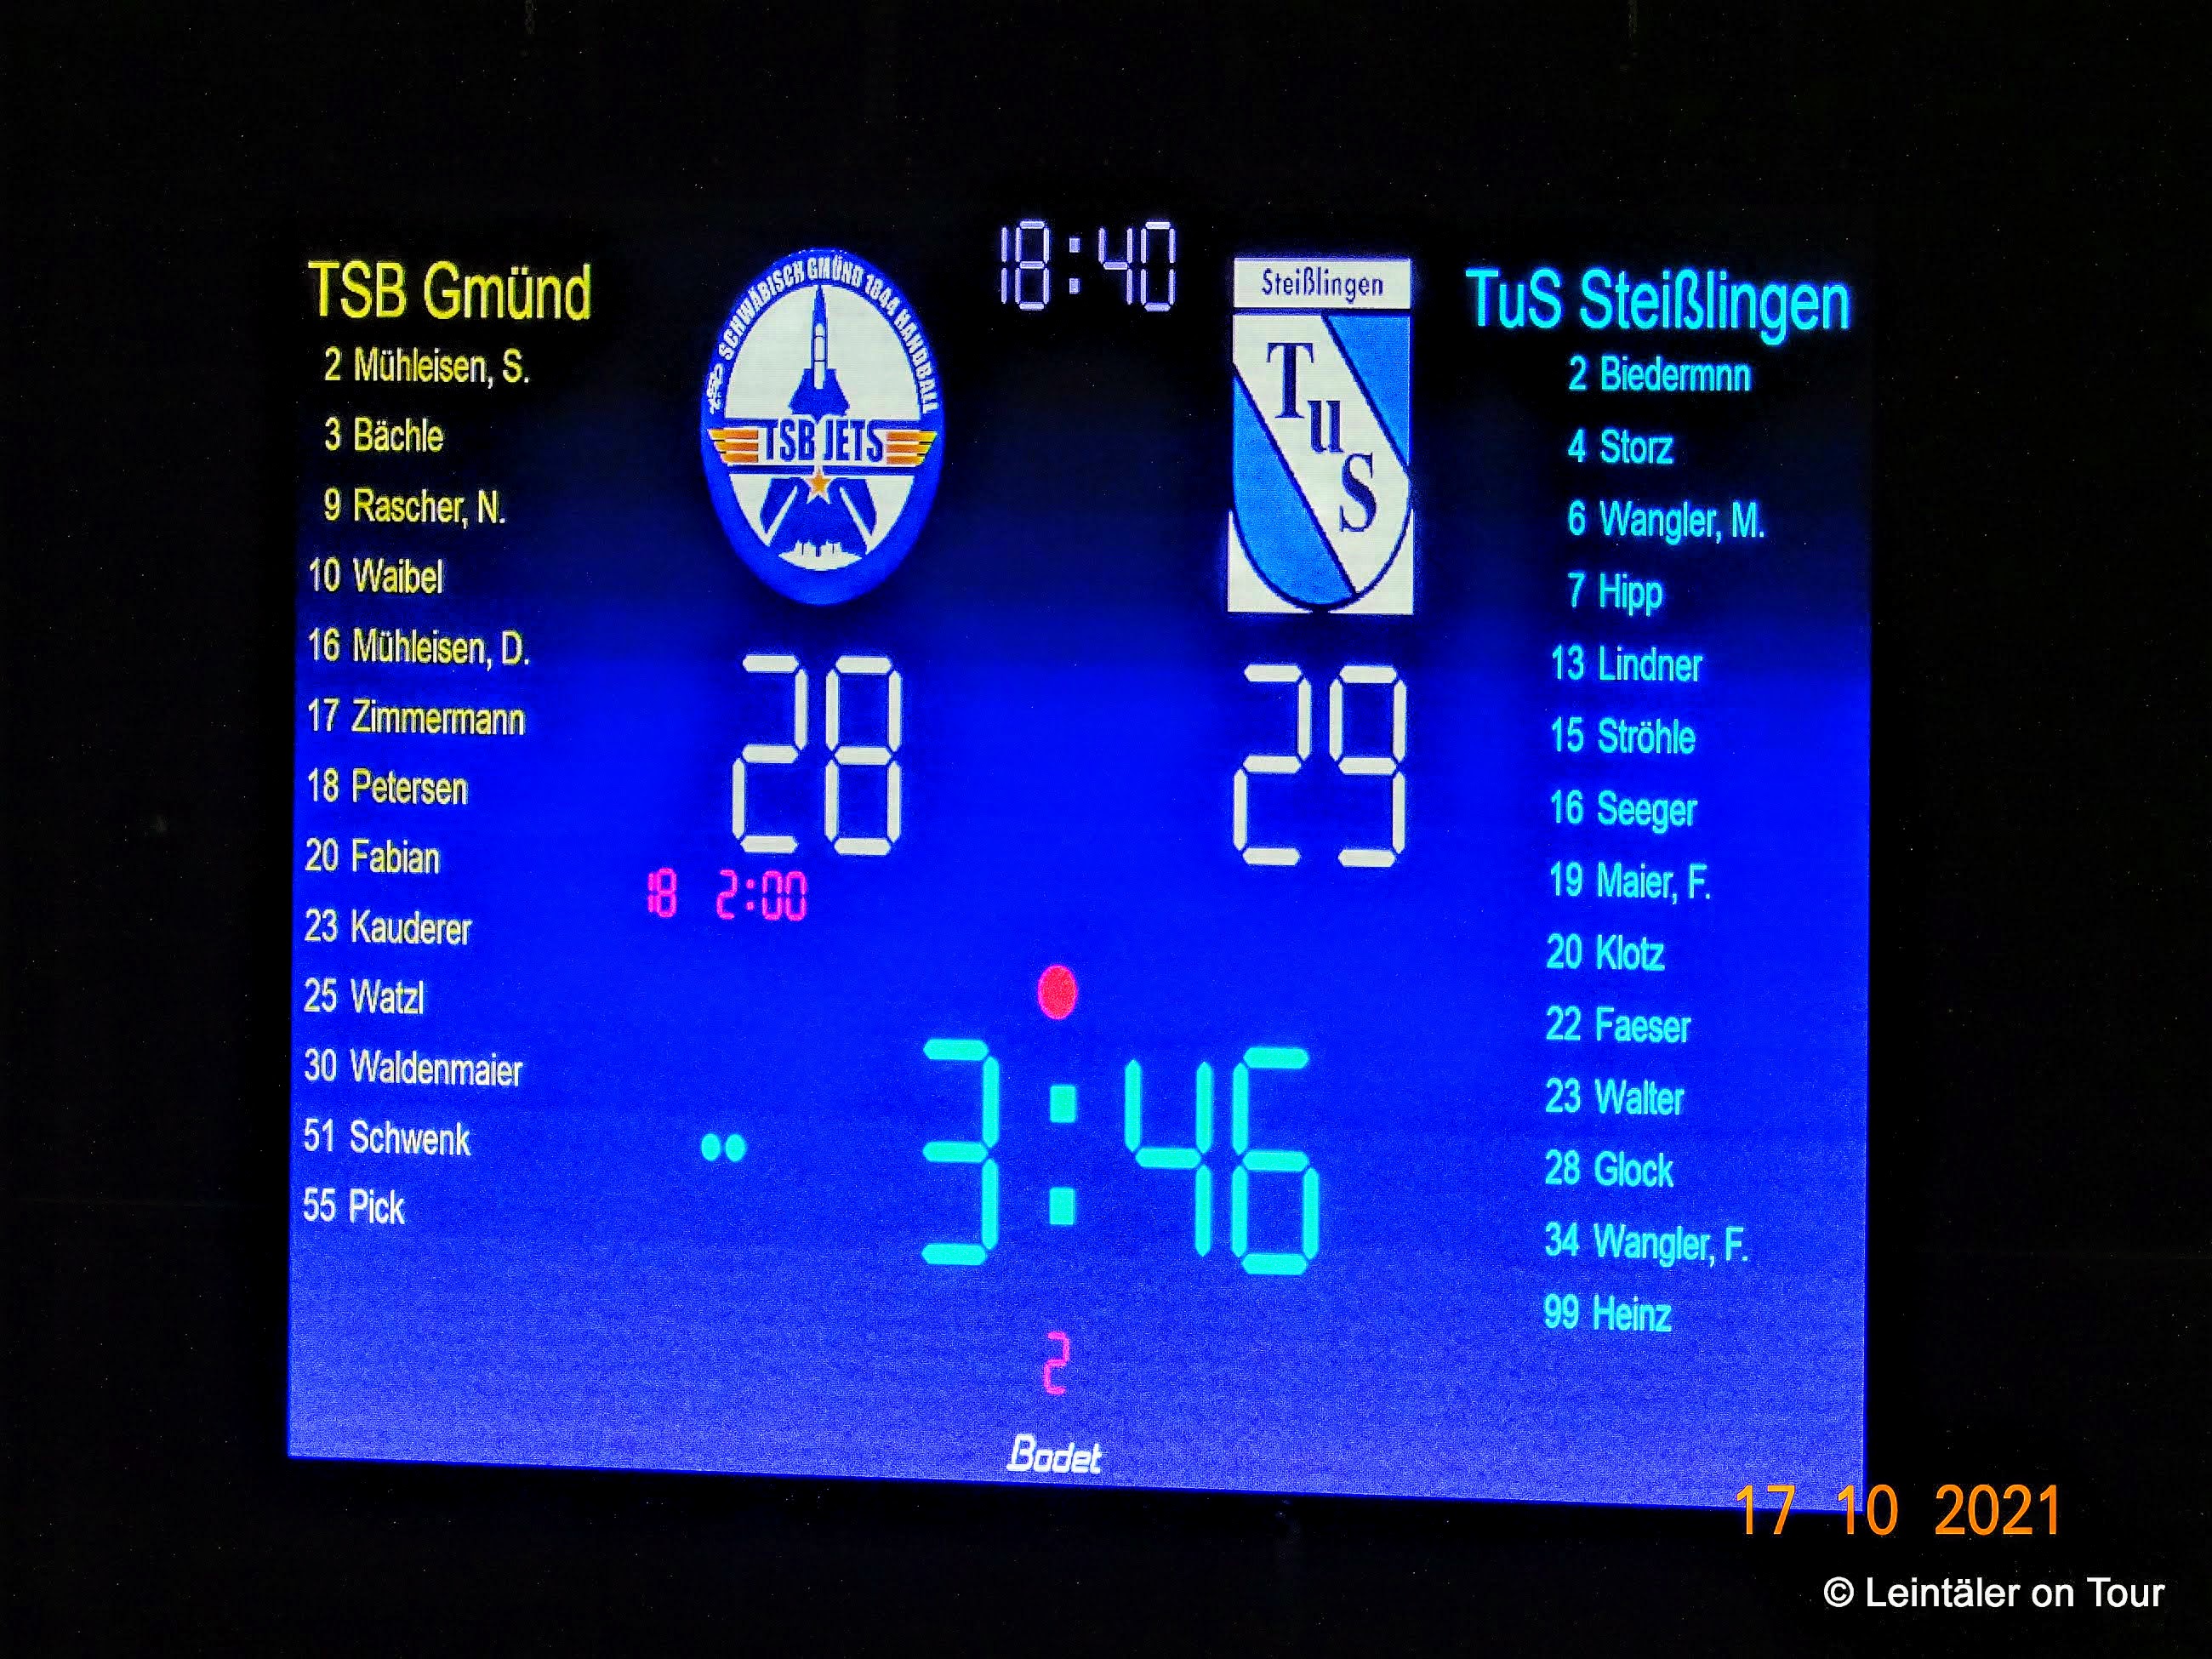 18:40
TSB Gmünd
2 Mühleisen, S.
3 Bächle
9 Rascher, N.
10 Waibel
16 Mühleisen, D.
17 Zimmermann
18 Petersen
20 Fabian
23 Kauderer
25 Watzl
30 Waldenmaier
51 Schwenk
55 Pick
SCHWÄBISCH GMÜND 1844 HANDBALL
TSB JETS
28
18 2:00
Steißlingen
TuS
29
3:46
2
Bodet
TuS Steißlingen
2 Biedermnn
4 Storz
6 Wangler, M.
7 Hipp
13 Lindner
15 Ströhle
16 Seeger
19 Maier, F.
20 Klotz
22 Faeser
23 Walter
28 Glock
34 Wangler, F.
99 Heinz
17 10 2021
© Leintäler on Tour